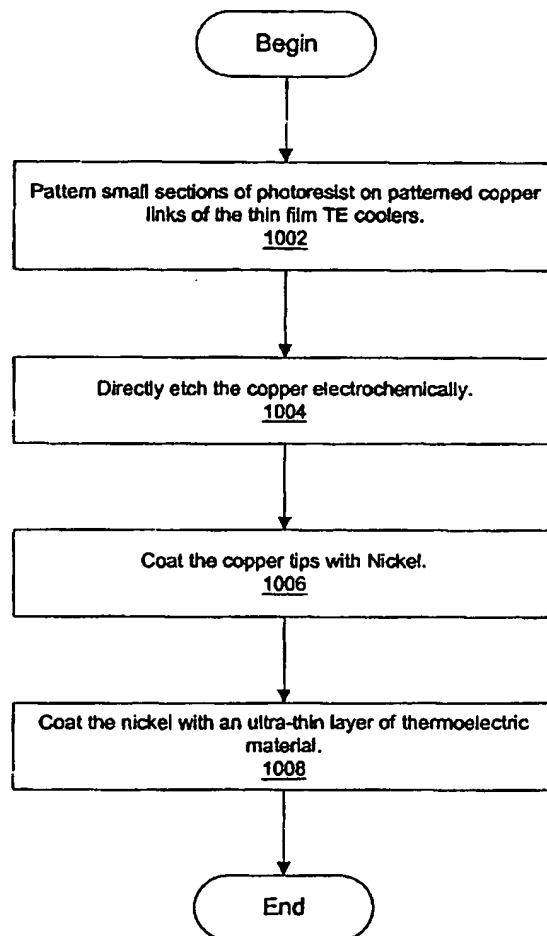 Begin
Pattern small sections of photoresist on patterned copper
links of the thin film TE coolers.
1002
Directly etch the copper electrochemically.
1004
Coat the copper tips with Nickel.
1006
Coat the nickel with an ultra-thin layer of thermoelectric
material.
1008
End